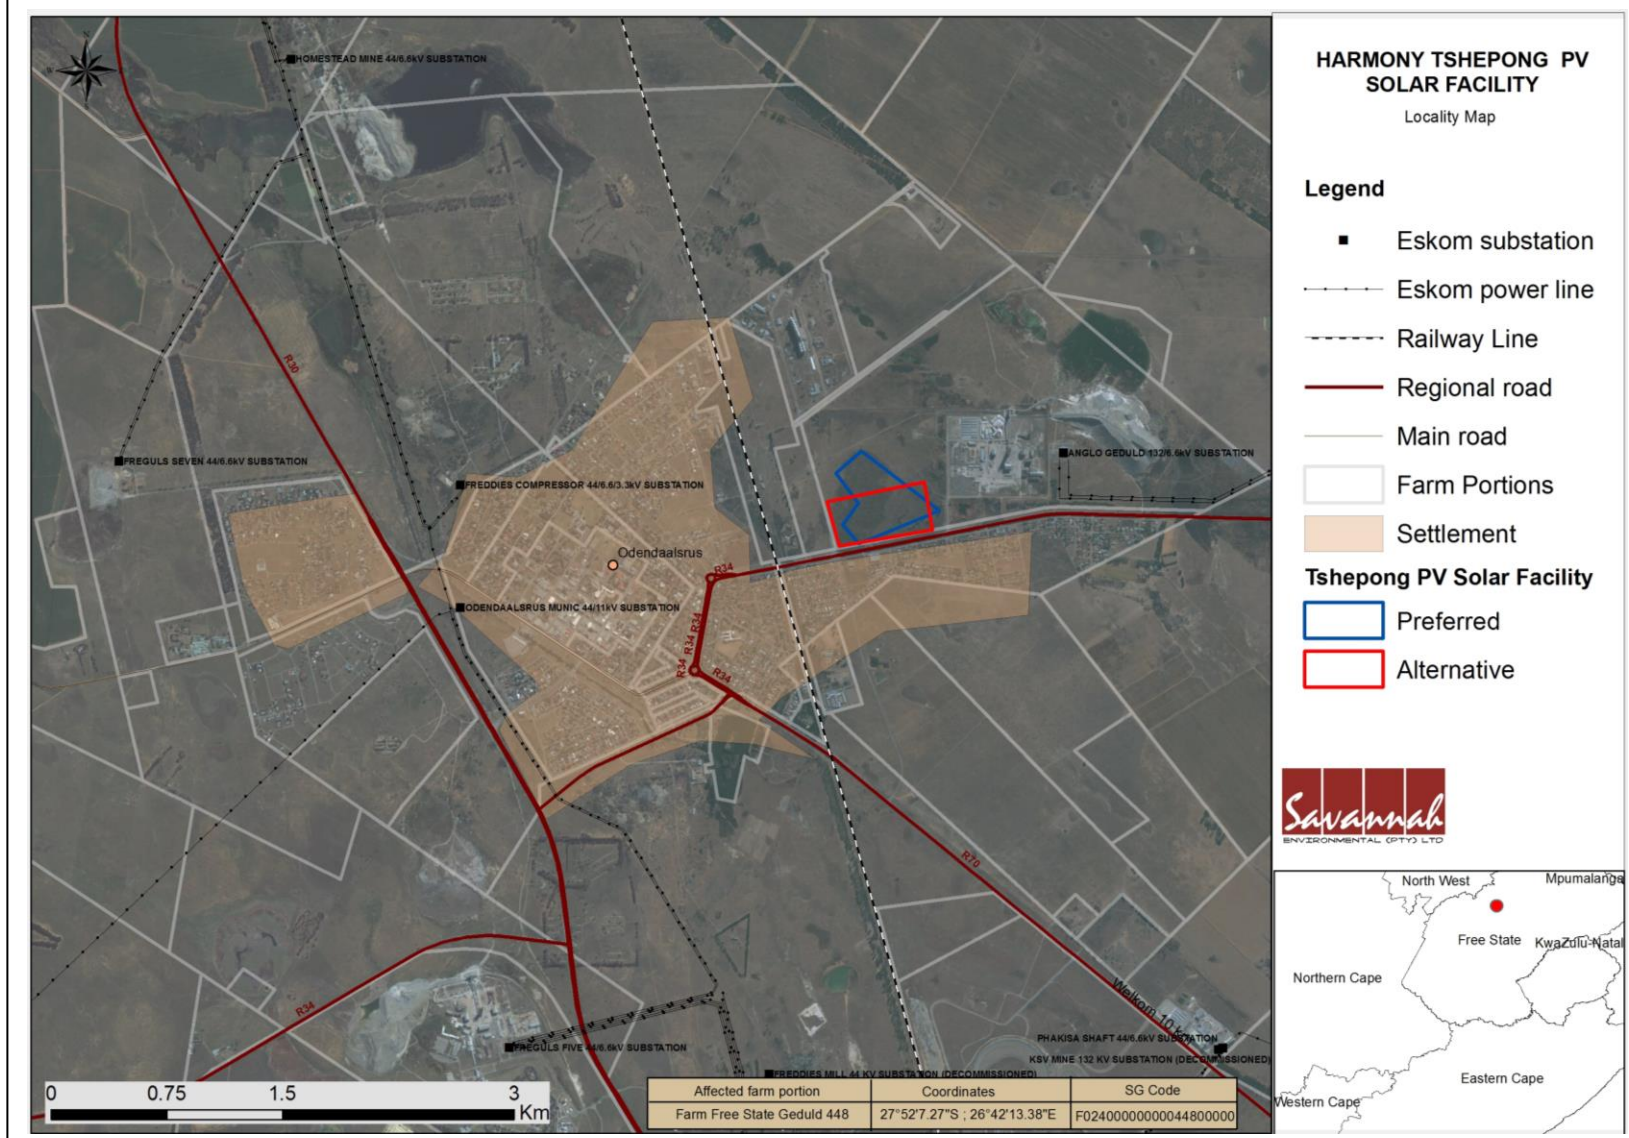 HARMONY TSHEPONG PV
SOLAR FACILITY
Locality Map
Legend
Eskom substation
Eskom power line
Railway Line
Regional road
Main road
Farm Portions
Settlement
Tshepong PV Solar Facility
Preferred
Alternative
Savannah
ENVIRONMENTAL (PTY) LTD
N
W
HOMESTEAD MINE 44/6.6kV SUBSTATION
R30
FREGULS SEVEN 44/6.6kV SUBSTATION
FREDDIES COMPRESSOR 44/6.6/3.3kV SUBSTATION
ANGLO GEDULD 132/6.6kV SUBSTATION
Odendaalsrus
R34
ODENDAALSRUS MUNIC 44/11kV SUBSTATION
R34
R34
R34
R34
R70
Welkom 10 km
R34
PHAKISA SHAFT 44/6.6kV SUBSTATION
KSV MINE 132 KV SUBSTATION (DECOMMISSIONED)
FREGULS FIVE 44/6.6kV SUBSTATION
FREDDIES MILL 44 KV SUBSTATION (DECOMMISSIONED)
0 0.75 1.5 3
Km
Affected farm portion Coordinates SG Code
Farm Free State Geduld 448 27°52'7.27"S ; 26°42'13.38"E F02400000000044800000
North West
Mpumalanga
Free State
KwaZulu-Natal
Northern Cape
Eastern Cape
Western Cape